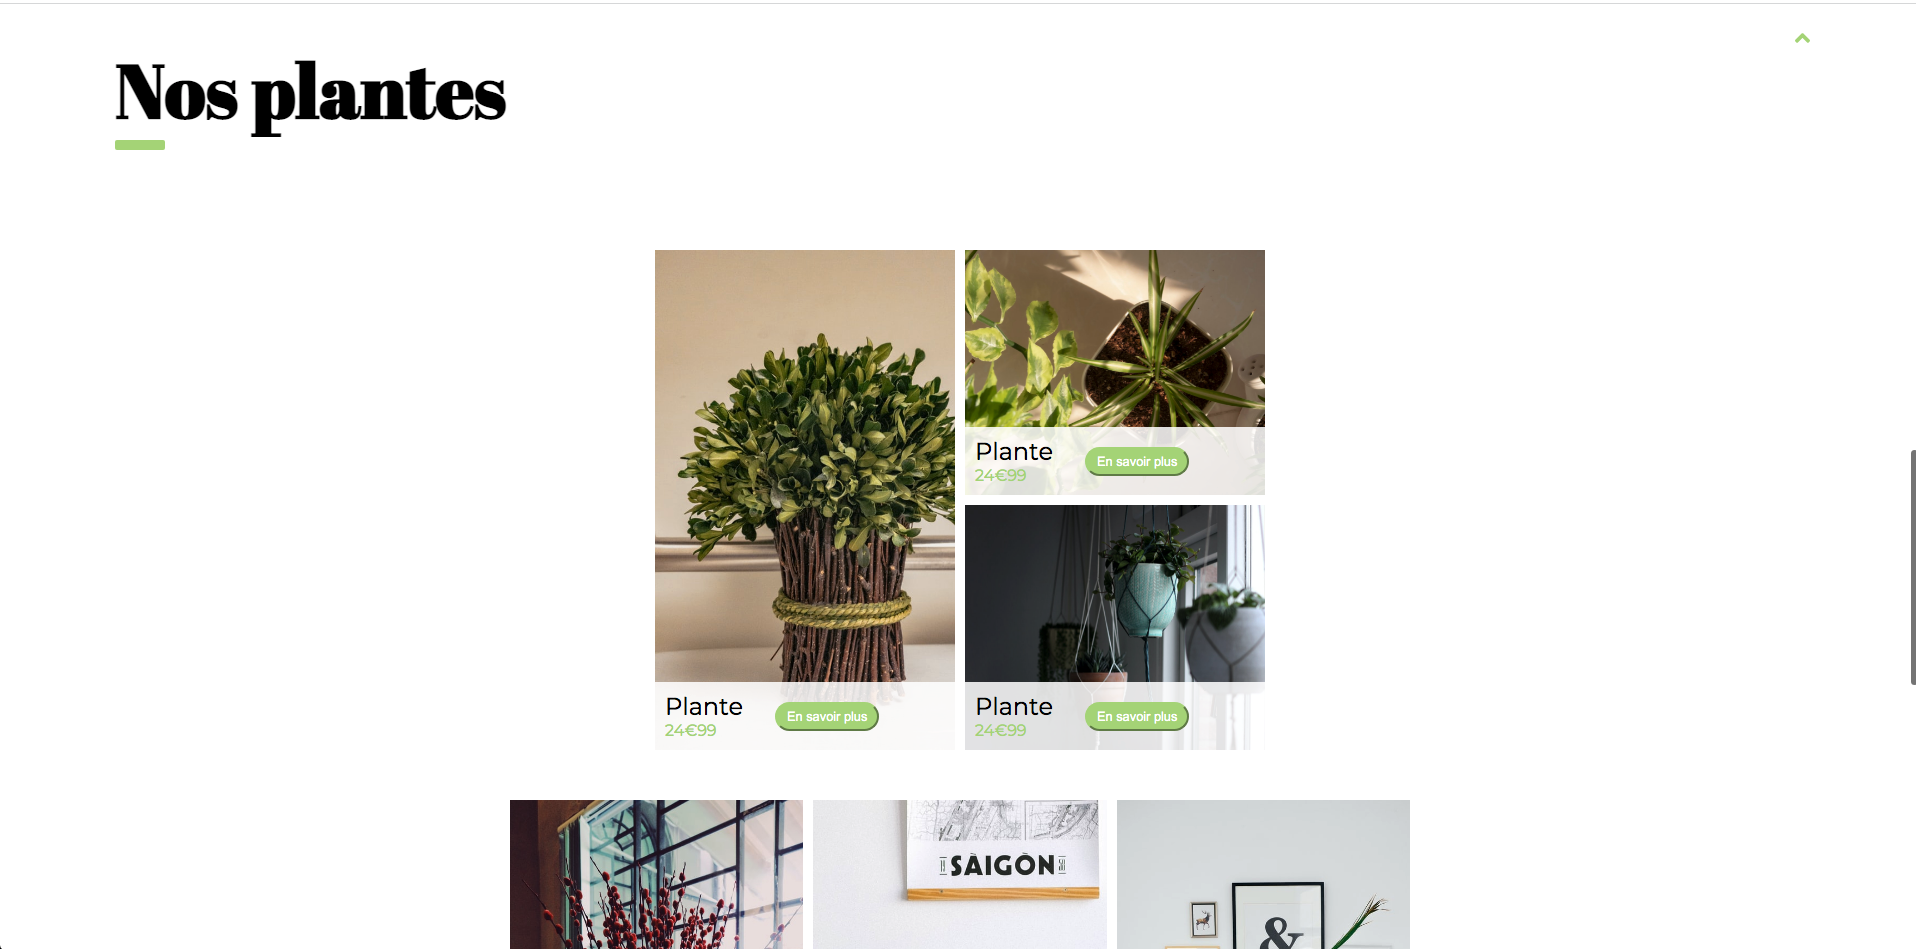 Nos plantes
Plante
24€99
En savoir plus
Plante
24€99
En savoir plus
Plante
24€99
En savoir plus
SÀIGÒN
&